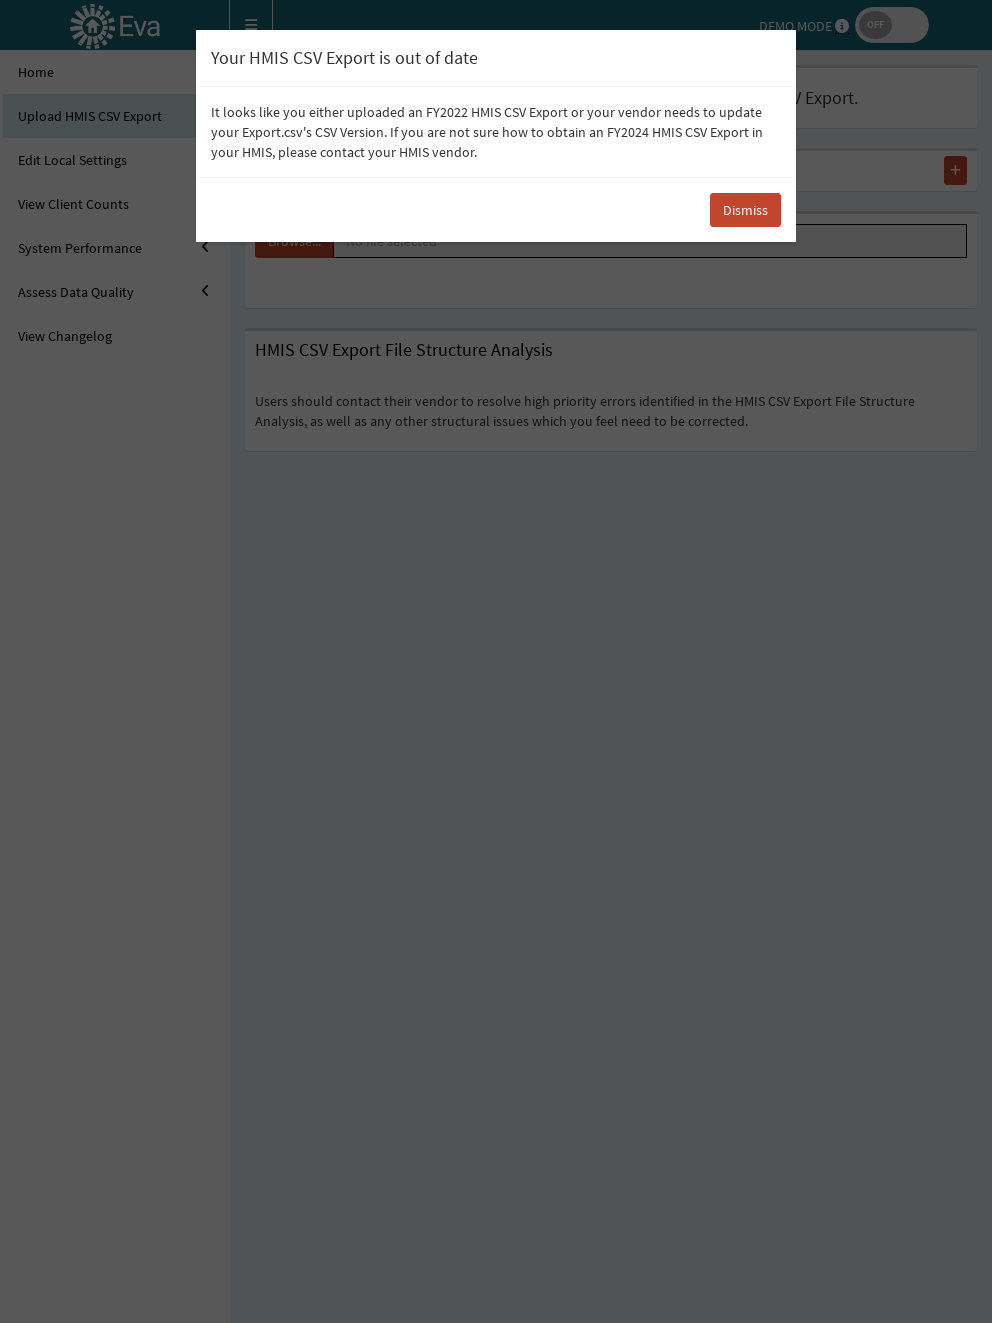 Eva
DEMO MODE
OFF
Your HMIS CSV Export is out of date
It looks like you either uploaded an FY2022 HMIS CSV Export or your vendor needs to update
your Export.csv's CSV Version. If you are not sure how to obtain an FY2024 HMIS CSV Export in
your HMIS, please contact your HMIS vendor.
Dismiss
Home
Upload HMIS CSV Export
Edit Local Settings
View Client Counts
System Performance
Assess Data Quality
View Changelog
Export.
+
Browse...
No file selected
HMIS CSV Export File Structure Analysis
Users should contact their vendor to resolve high priority errors identified in the HMIS CSV Export File Structure
Analysis, as well as any other structural issues which you feel need to be corrected.